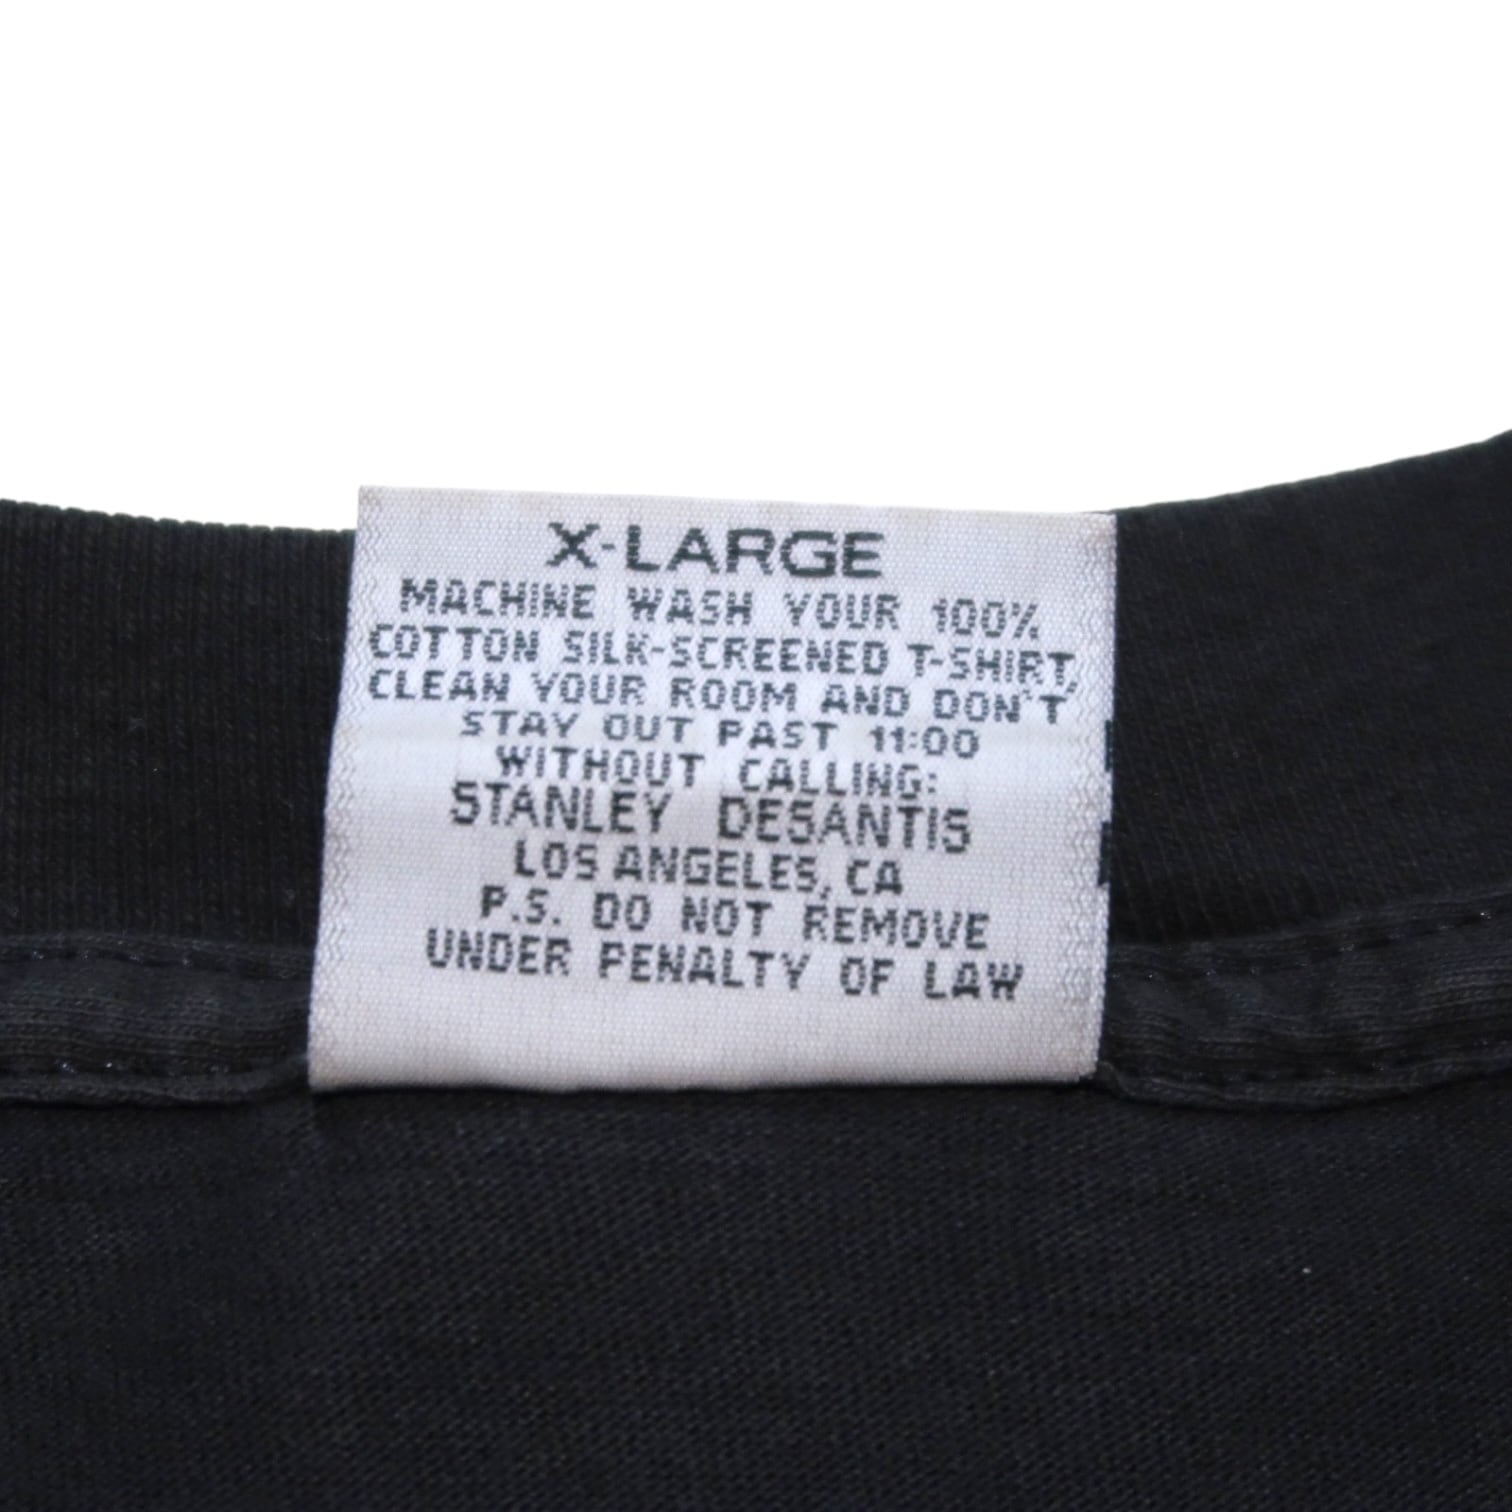 X-LARGE
MACHINE WASH YOUR 100%
COTTON SILK-SCREENED T-SHIRT,
CLEAN YOUR ROOM AND DON'T
STAY OUT PAST 11:00
WITHOUT CALLING:
STANLEY DESANTIS
LOS ANGELES, CA
P.S. DO NOT REMOVE
UNDER PENALTY OF LAW